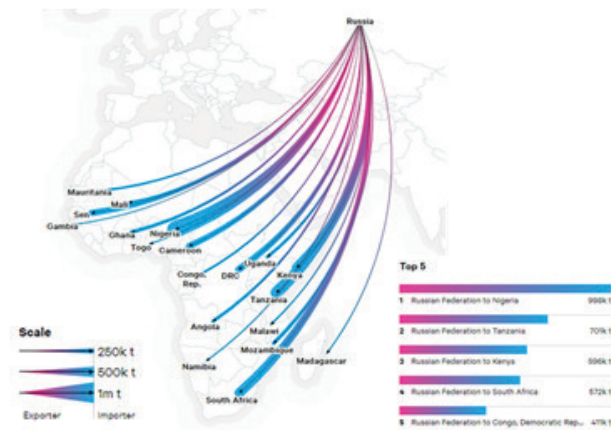 Russia
Mauritania
Mali
Sen
Gambia
Ghana
Nigeria
Togo
Cameroon
Uganda
Kenya
Congo,
Rep.
DRC
Tanzania
Angola
Malawi
Mozambique
Namibia
Madagascar
South Africa
Scale
250k t
500k t
1m t
Exporter
Importer
Top 5
1 Russian Federation to Nigeria 998k t
2 Russian Federation to Tanzania 701k t
3 Russian Federation to Kenya 596k t
4 Russian Federation to South Africa 572k t
5 Russian Federation to Congo, Democratic Rep... 411k t